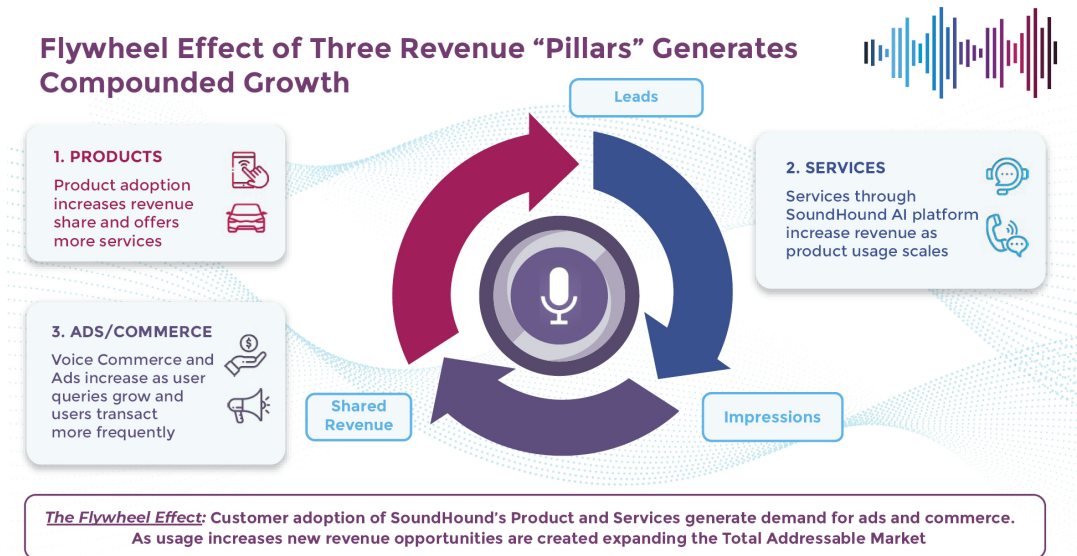 Flywheel Effect of Three Revenue “Pillars” Generates
Compounded Growth
Leads
1. PRODUCTS
Product adoption
increases revenue
share and offers
more services
2. SERVICES
Services through
SoundHound AI platform
increase revenue as
product usage scales
3. ADS/COMMERCE
Voice Commerce and
Ads increase as user
queries grow and
users transact
more frequently
Shared
Revenue
Impressions
The Flywheel Effect: Customer adoption of SoundHound’s Product and Services generate demand for ads and commerce.
As usage increases new revenue opportunities are created expanding the Total Addressable Market